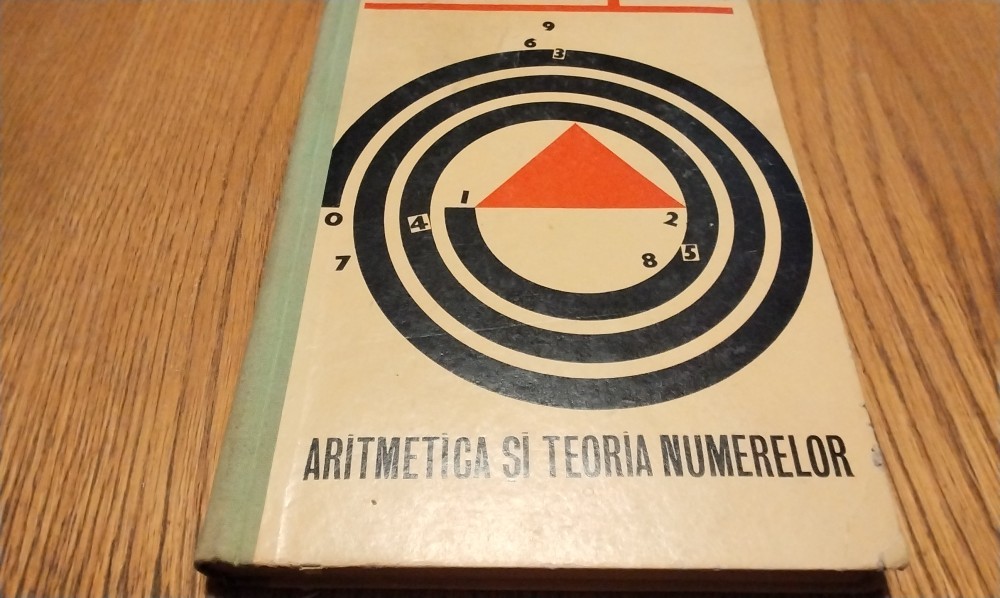 9
6 3
1
0 4 2
7 8 5
ARITMETICA SI TEORIA NUMERELOR